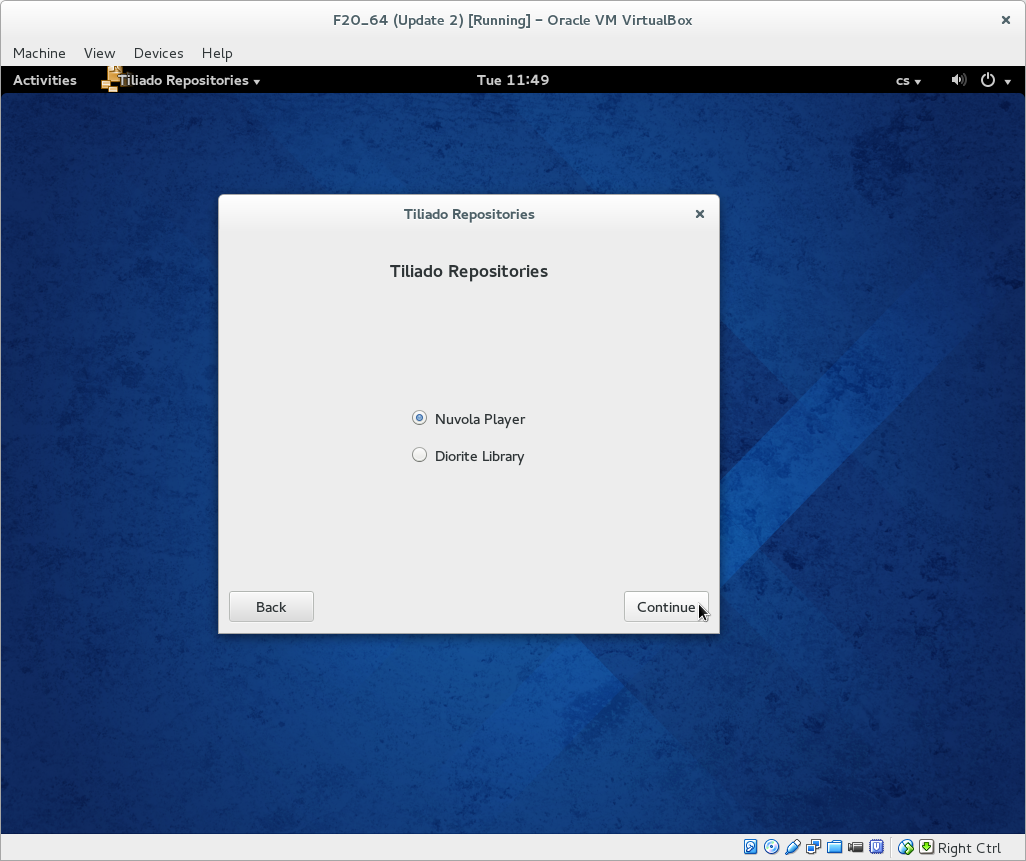 F20_64 (Update 2) [Running] – Oracle VM VirtualBox
Machine View Devices Help
Activities Tiliado Repositories Tue 11:49 cs
Tiliado Repositories
Tiliado Repositories
Nuvola Player
Diorite Library
Back Continue
Right Ctrl